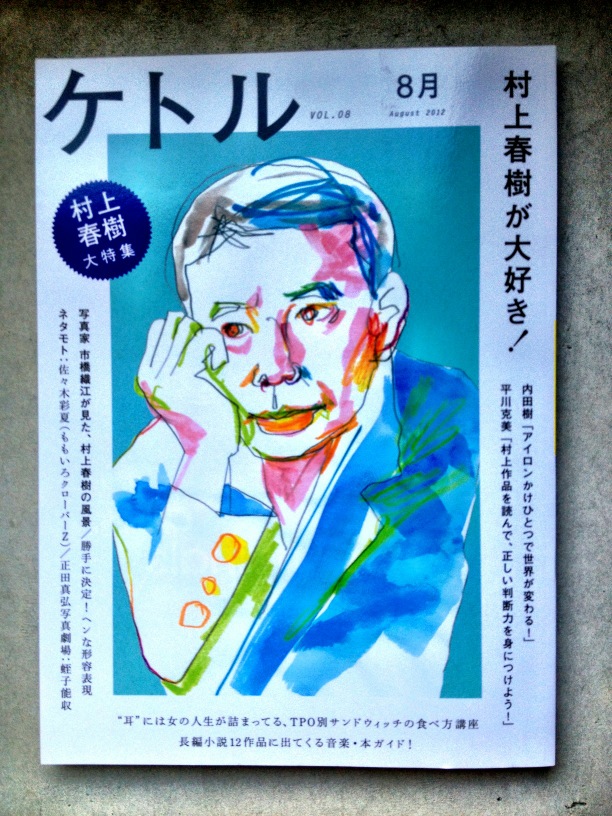 ケトル
VOL.08
8月
August 2012
村上春樹が大好き!
村上
春樹
大特集
内田樹「アイロンかけひとつで世界が変わる!」
平川克美「村上作品を読んで、正しい判断力を身につけよう!」
写真家 市橋織江が見た、村上春樹の風景/勝手に決定!ヘンな形容表現
ネタモト:佐々木彩夏(ももいろクローバーZ)/正田真弘写真劇場:蛭子能収
“耳”には女の人生が詰まってる、TPO別サンドウィッチの食べ方講座
長編小説12作品に出てくる音楽・本ガイド!